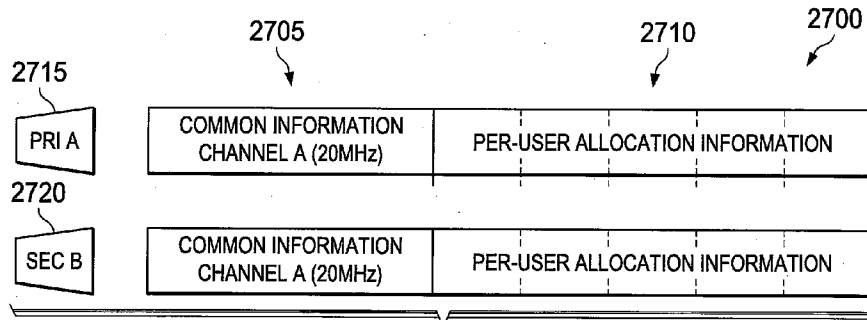 2700
2705
2710
2715
PRI A
COMMON INFORMATION
CHANNEL A (20MHz)
PER-USER ALLOCATION INFORMATION
2720
SEC B
COMMON INFORMATION
CHANNEL A (20MHz)
PER-USER ALLOCATION INFORMATION